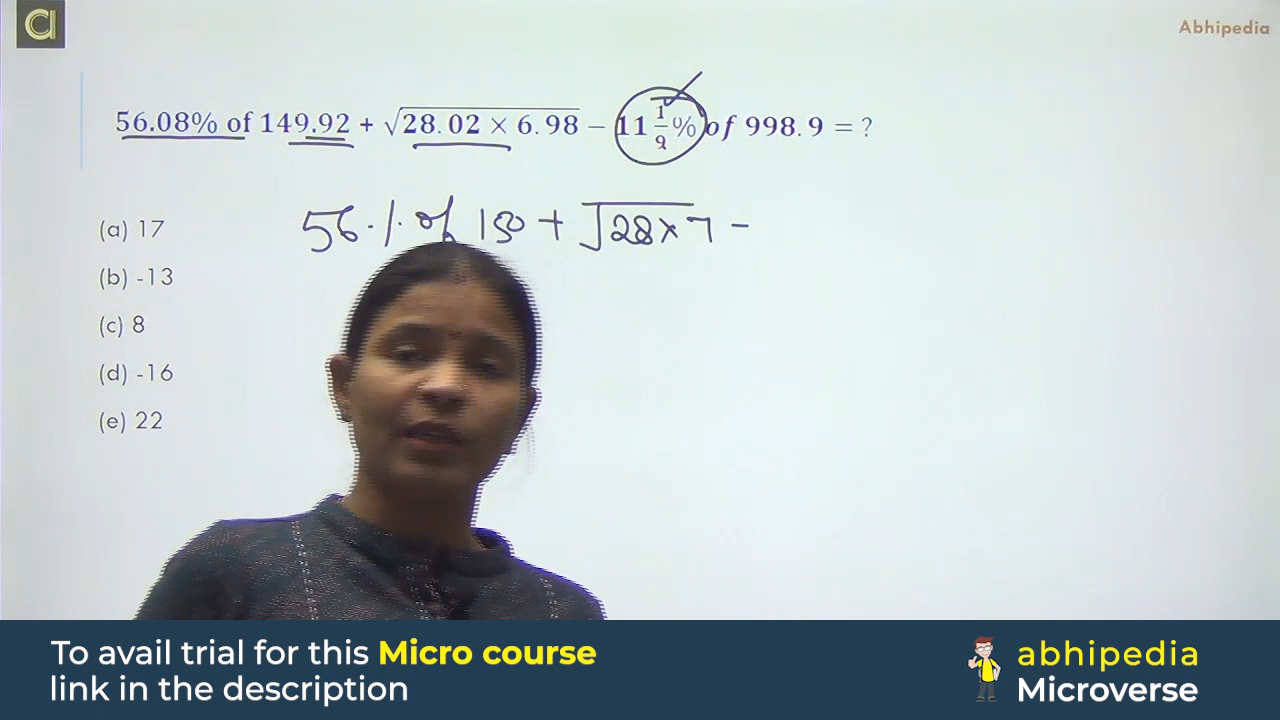 Abhipedia
56.08% of 149.92 + √28.02 × 6.98 − 11 1/9% of 998.9 = ?
56 % of 150 + √28 × 7 −
(a) 17
(b) -13
(c) 8
(d) -16
(e) 22
To avail trial for this Micro course
link in the description
abhipedia
Microverse